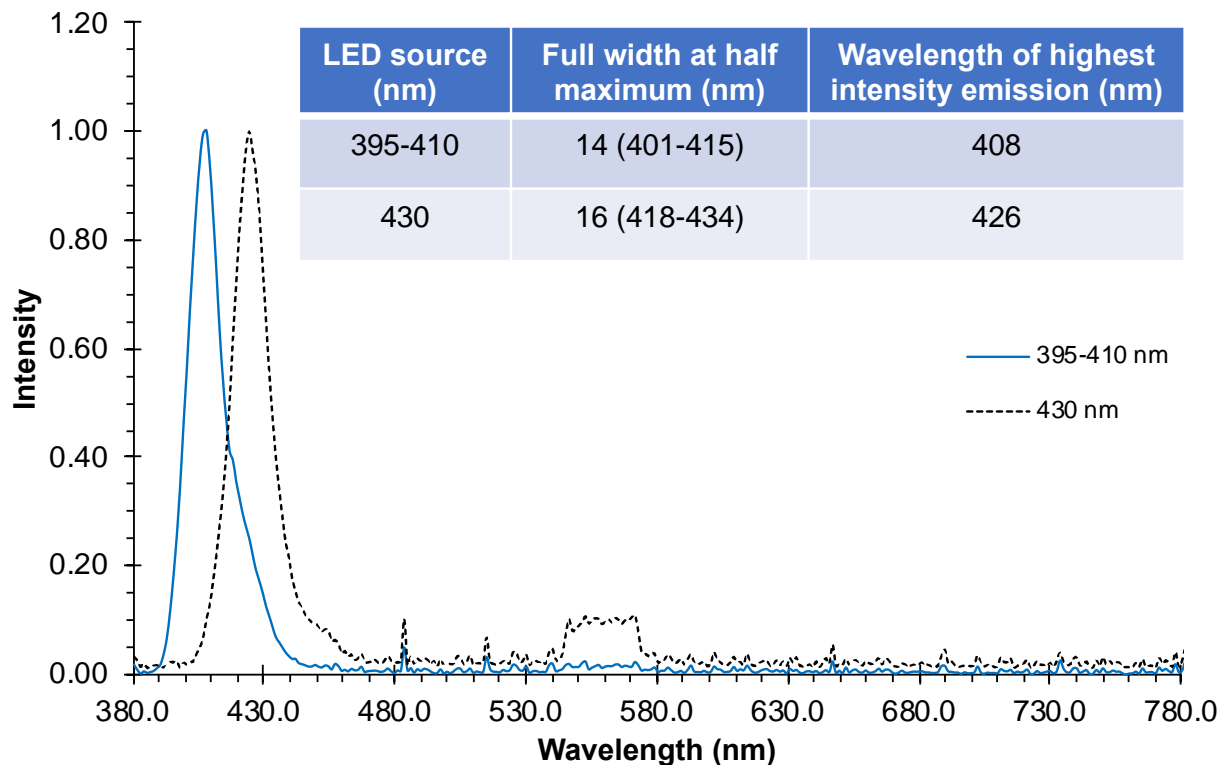 1.20
1.00
0.80
0.60
0.40
0.20
0.00
Intensity
LED source (nm) Full width at half maximum (nm) Wavelength of highest intensity emission (nm)
395-410 14 (401-415) 408
430 16 (418-434) 426
395-410 nm
430 nm
380.0 430.0 480.0 530.0 580.0 630.0 680.0 730.0 780.0
Wavelength (nm)